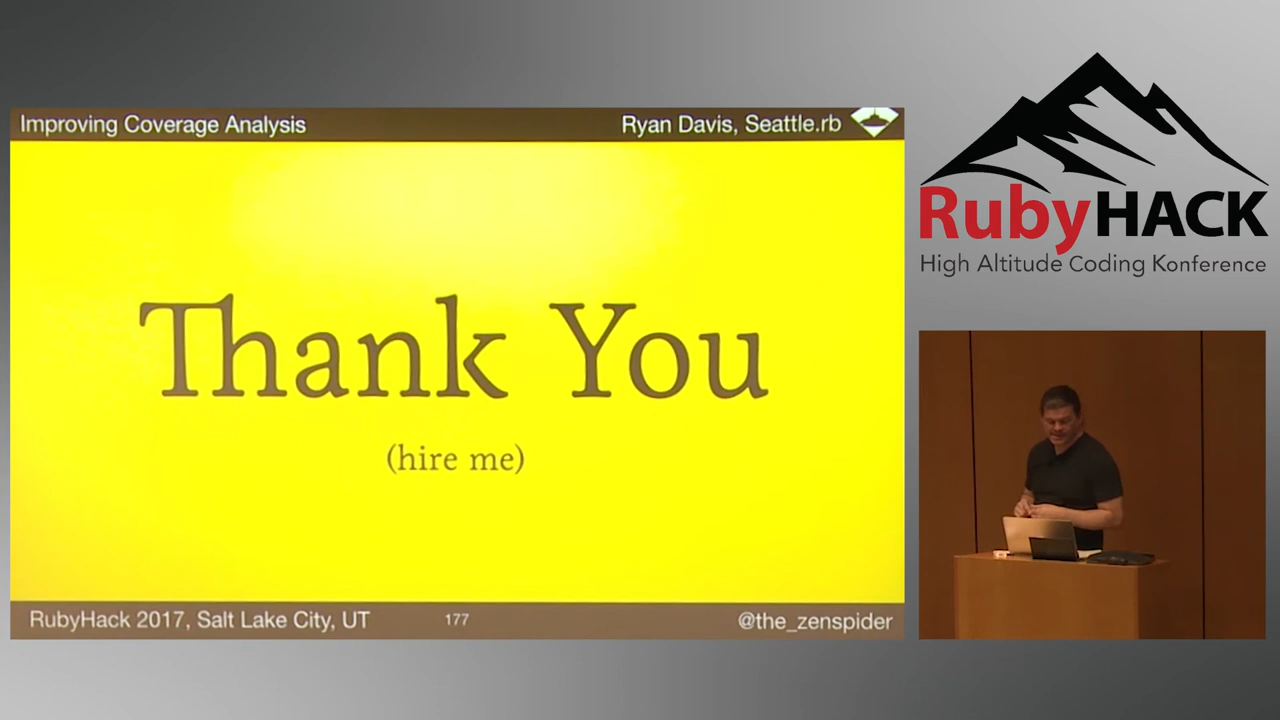 Improving Coverage Analysis
Ryan Davis, Seattle.rb
Thank You
(hire me)
RubyHack 2017, Salt Lake City, UT
177
@the_zenspider
RubyHACK
High Altitude Coding Konference